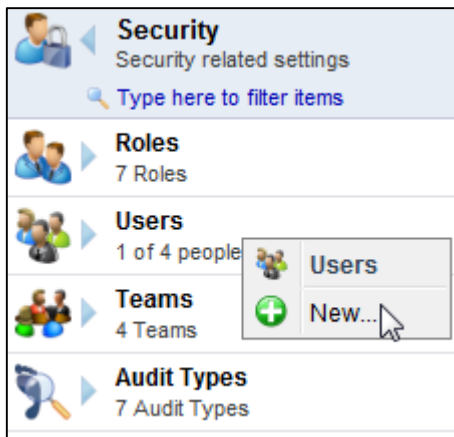 Security
Security related settings
Type here to filter items
Roles
7 Roles
Users
1 of 4 people
Users
New...
Teams
4 Teams
Audit Types
7 Audit Types